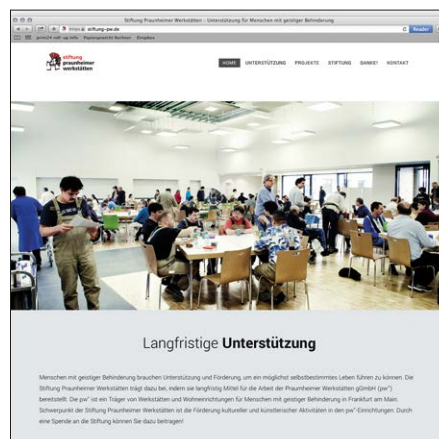 Stiftung Praunheimer Werkstätten – Unterstützung für Menschen mit geistiger Behinderung
stiftung-pw.de
Reader
print24 Papiergewicht Rechner Dropbox
stiftung
praunheimer
werkstätten
HOME UNTERSTÜTZUNG PROJEKTE STIFTUNG DANKE! KONTAKT
Langfristige Unterstützung
Menschen mit geistiger Behinderung brauchen Unterstützung und Förderung, um ein möglichst selbstbestimmtes Leben führen zu können. Die
Stiftung Praunheimer Werkstätten trägt dazu bei, indem sie langfristig Mittel für die Arbeit der Praunheimer Werkstätten gGmbH (pw°)
bereitstellt. Die pw° ist ein Träger von Werkstätten und Wohneinrichtungen für Menschen mit geistiger Behinderung in Frankfurt am Main.
Schwerpunkt der Stiftung Praunheimer Werkstätten ist die Förderung kultureller und künstlerischer Aktivitäten in den pw°-Einrichtungen. Durch
eine Spende an die Stiftung können Sie dazu beitragen!